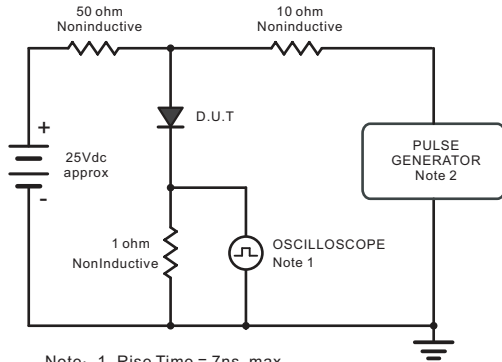 50 ohm
Noninductive
10 ohm
Noninductive
D.U.T
+
25Vdc
approx
-
PULSE
GENERATOR
Note 2
1 ohm
NonInductive
OSCILLOSCOPE
Note 1
Note: 1. Rise Time = 7ns, max